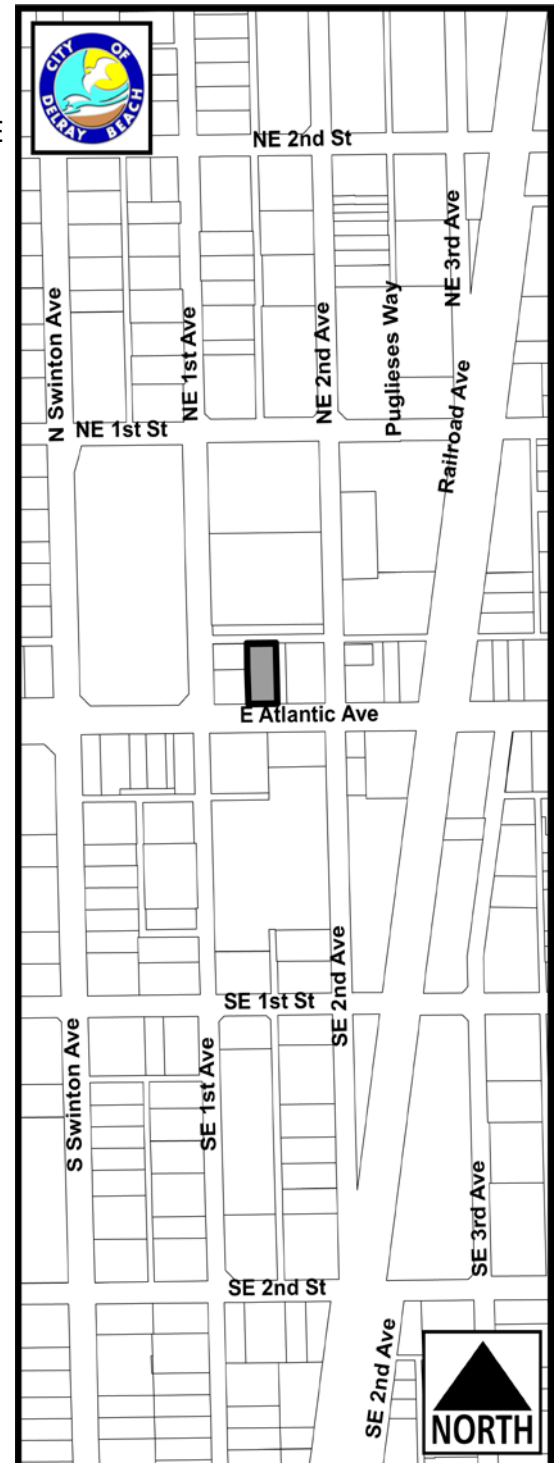 CITY OF
DELRAY BEACH
NE 2nd St
NE 3rd Ave
N Swinton Ave
NE 1st Ave
NE 2nd Ave
Puglieses Way
NE 1st St
Railroad Ave
E Atlantic Ave
SE 2nd Ave
SE 1st St
S Swinton Ave
SE 1st Ave
SE 3rd Ave
SE 2nd St
SE 2nd Ave
NORTH